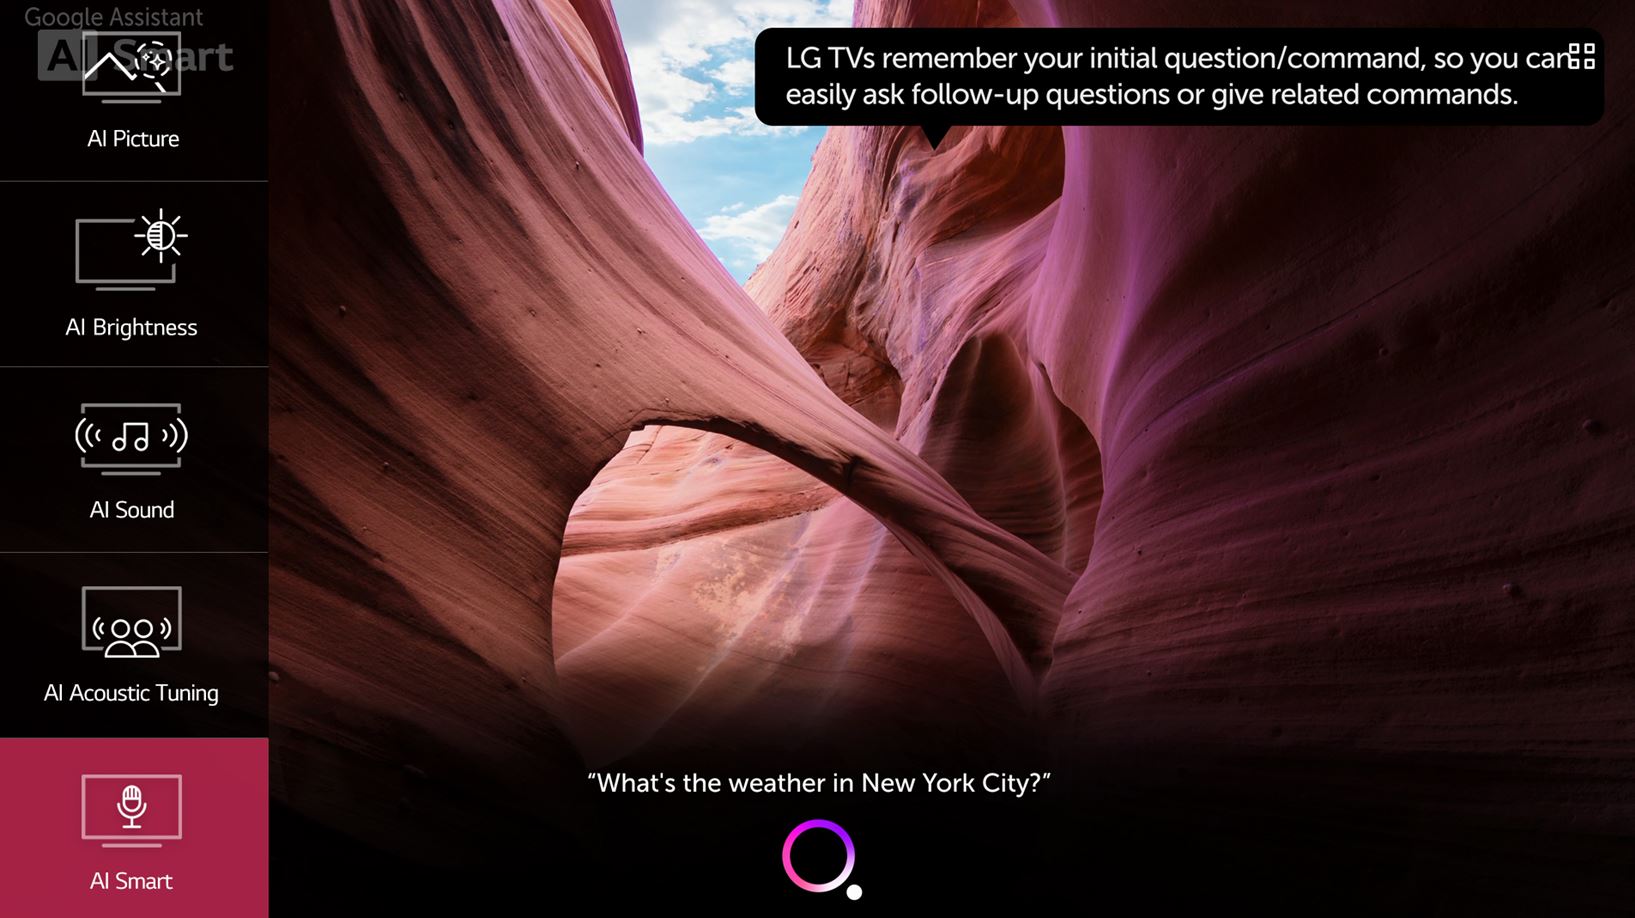 Google Assistant
AI Smart
AI Picture
AI Brightness
AI Sound
AI Acoustic Tuning
AI Smart
LG TVs remember your initial question/command, so you can
easily ask follow-up questions or give related commands.
“What's the weather in New York City?”